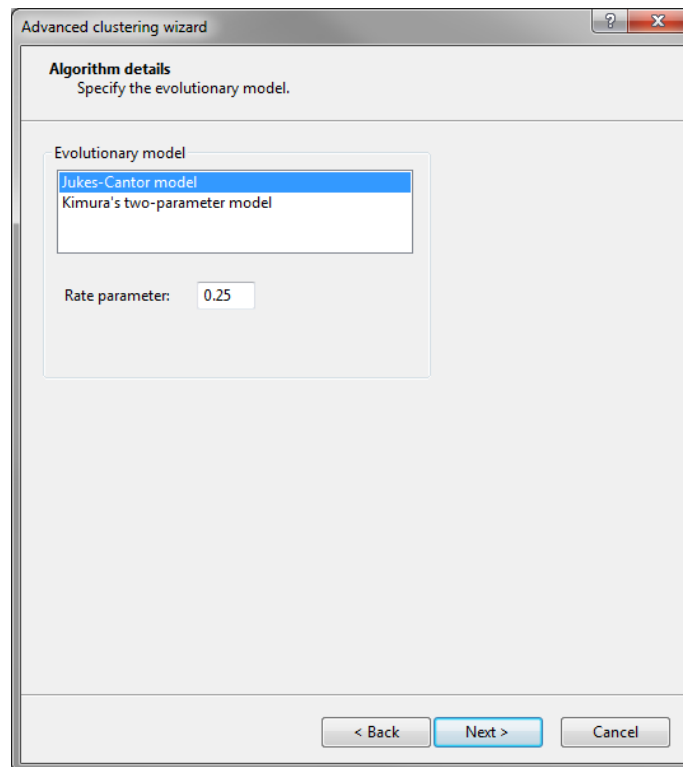 Advanced clustering wizard
?
Algorithm details
Specify the evolutionary model.
Evolutionary model
Jukes-Cantor model
Kimura's two-parameter model
Rate parameter: 0.25
< Back Next > Cancel